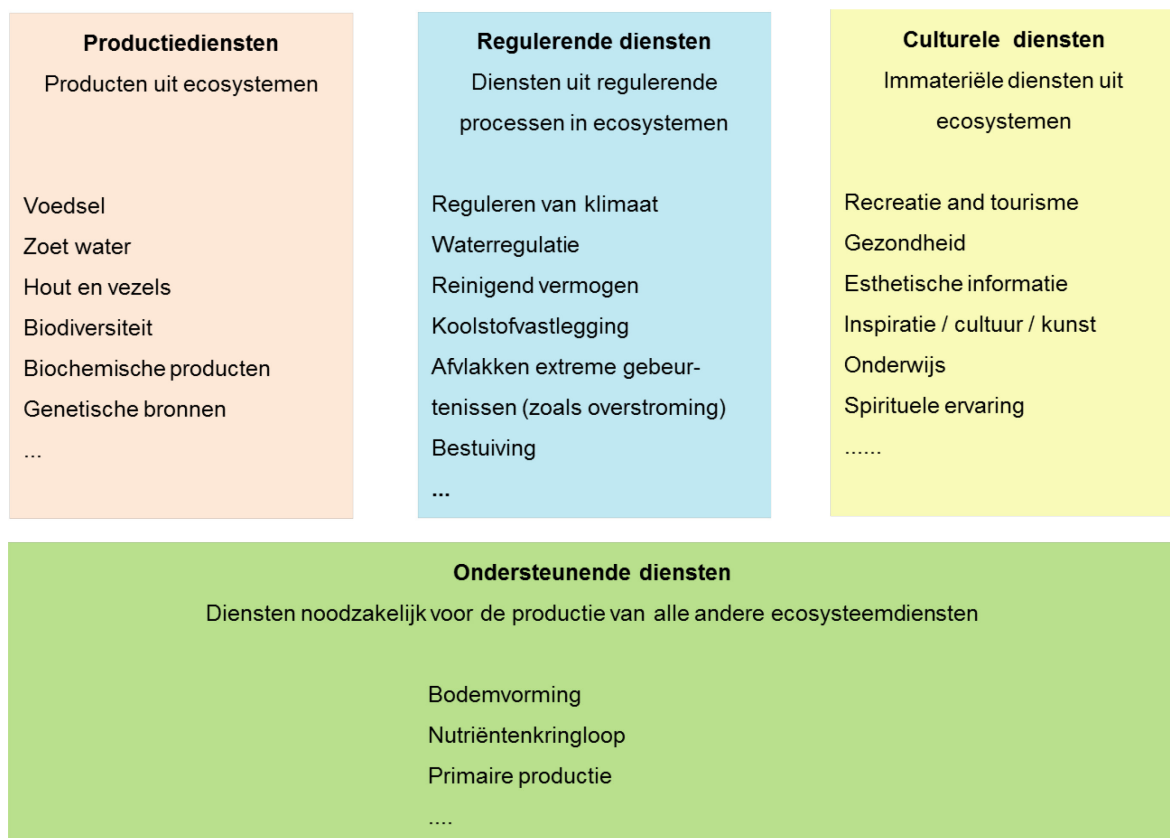 Productiediensten
Producten uit ecosystemen
Voedsel
Zoet water
Hout en vezels
Biodiversiteit
Biochemische producten
Genetische bronnen
...
Regulerende diensten
Diensten uit regulerende
processen in ecosystemen
Reguleren van klimaat
Waterregulatie
Reinigend vermogen
Koolstofvastlegging
Afvlakken extreme gebeur-
tenissen (zoals overstroming)
Bestuiving
...
Culturele diensten
Immateriële diensten uit
ecosystemen
Recreatie and tourisme
Gezondheid
Esthetische informatie
Inspiratie / cultuur / kunst
Onderwijs
Spirituele ervaring
......
Ondersteunende diensten
Diensten noodzakelijk voor de productie van alle andere ecosysteemdiensten
Bodemvorming
Nutriëntenkringloop
Primaire productie
....